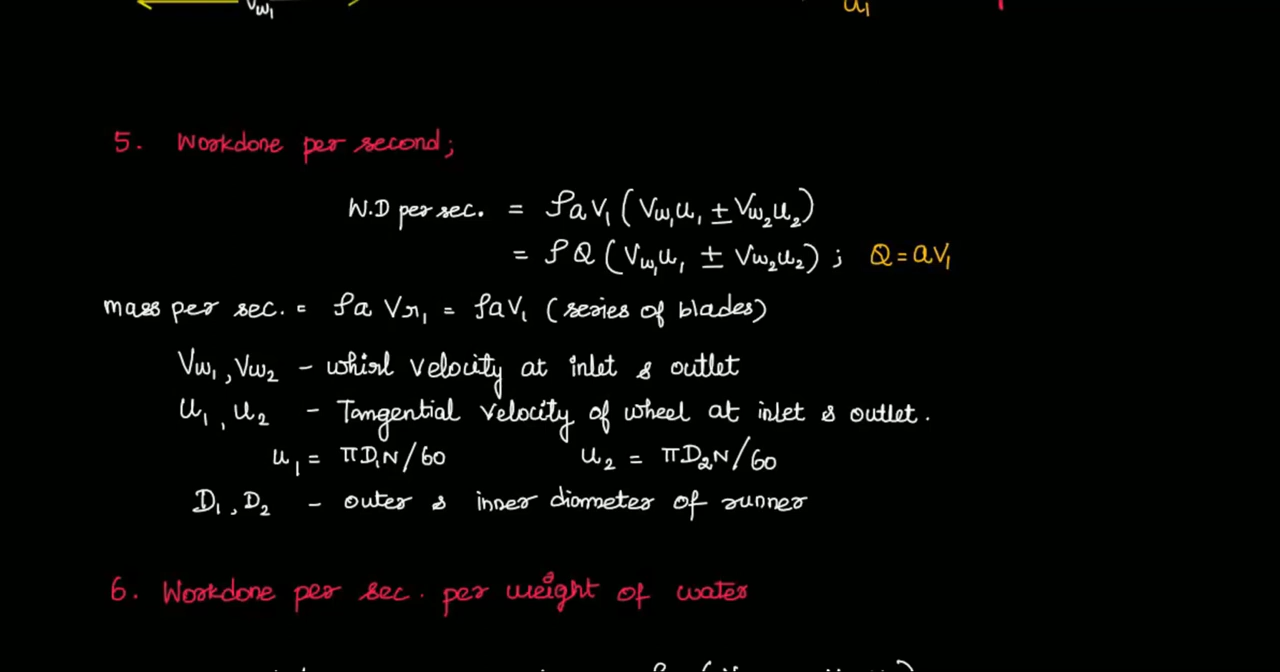 Vw₁ u₁
5. Workdone per second;
W.D per sec. = ρaV₁ (Vw₁u₁ ± Vw₂u₂)
= ρQ (Vw₁u₁ ± Vw₂u₂) ; Q = aV₁
mass per sec. = ρa Vr₁ = ρaV₁ (series of blades)
Vw₁, Vw₂ - whirl velocity at inlet & outlet
u₁, u₂ - Tangential velocity of wheel at inlet & outlet.
u₁ = πD₁N/60 u₂ = πD₂N/60
D₁, D₂ - outer & inner diameter of runner
6. Workdone per sec. per weight of water